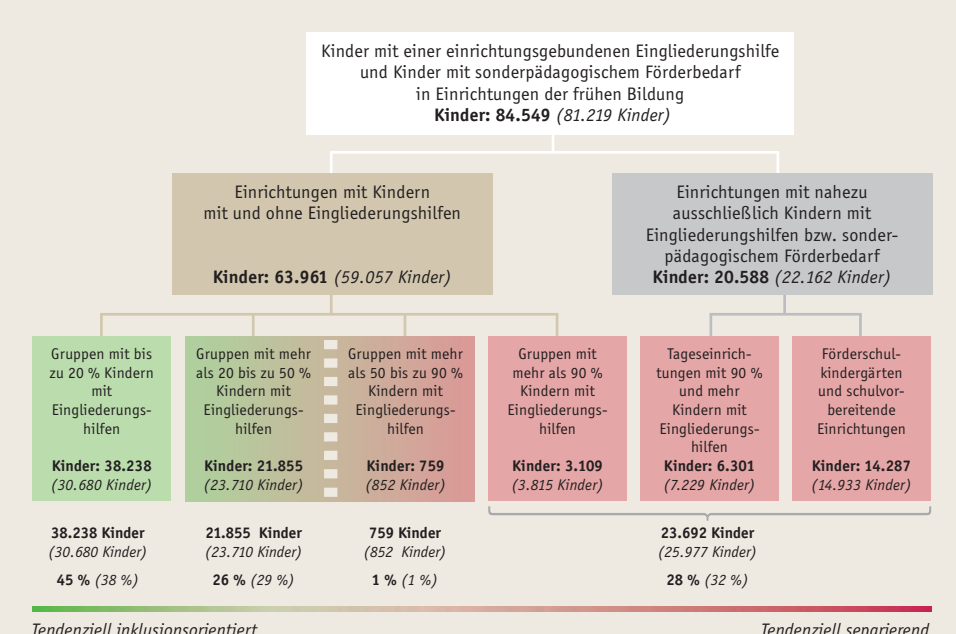 Kinder mit einer einrichtungsgebundenen Eingliederungshilfe
und Kinder mit sonderpädagogischem Förderbedarf
in Einrichtungen der frühen Bildung
Kinder: 84.549 (81.219 Kinder)
Einrichtungen mit Kindern
mit und ohne Eingliederungshilfen
Kinder: 63.961 (59.057 Kinder)
Einrichtungen mit nahezu
ausschließlich Kindern mit
Eingliederungshilfen bzw. sonder-
pädagogischem Förderbedarf
Kinder: 20.588 (22.162 Kinder)
Gruppen mit bis
zu 20 % Kindern
mit
Eingliederungs-
hilfen
Kinder: 38.238
(30.680 Kinder)
Gruppen mit mehr
als 20 bis zu 50 %
Kindern mit
Eingliederungs-
hilfen
Kinder: 21.855
(23.710 Kinder)
Gruppen mit mehr
als 50 bis zu 90 %
Kindern mit
Eingliederungs-
hilfen
Kinder: 759
(852 Kinder)
Gruppen mit
mehr als 90 %
Kindern mit
Eingliederungs-
hilfen
Kinder: 3.109
(3.815 Kinder)
Tageseinrich-
tungen mit 90 %
und mehr
Kindern mit
Eingliederungs-
hilfen
Kinder: 6.301
(7.229 Kinder)
Förderschul-
kindergärten
und schulvor-
bereitende
Einrichtungen
Kinder: 14.287
(14.933 Kinder)
38.238 Kinder
(30.680 Kinder)
45 % (38 %)
21.855 Kinder
(23.710 Kinder)
26 % (29 %)
759 Kinder
(852 Kinder)
1 % (1 %)
23.692 Kinder
(25.977 Kinder)
28 % (32 %)
Tendenziell inklusionsorientiert
Tendenziell separierend